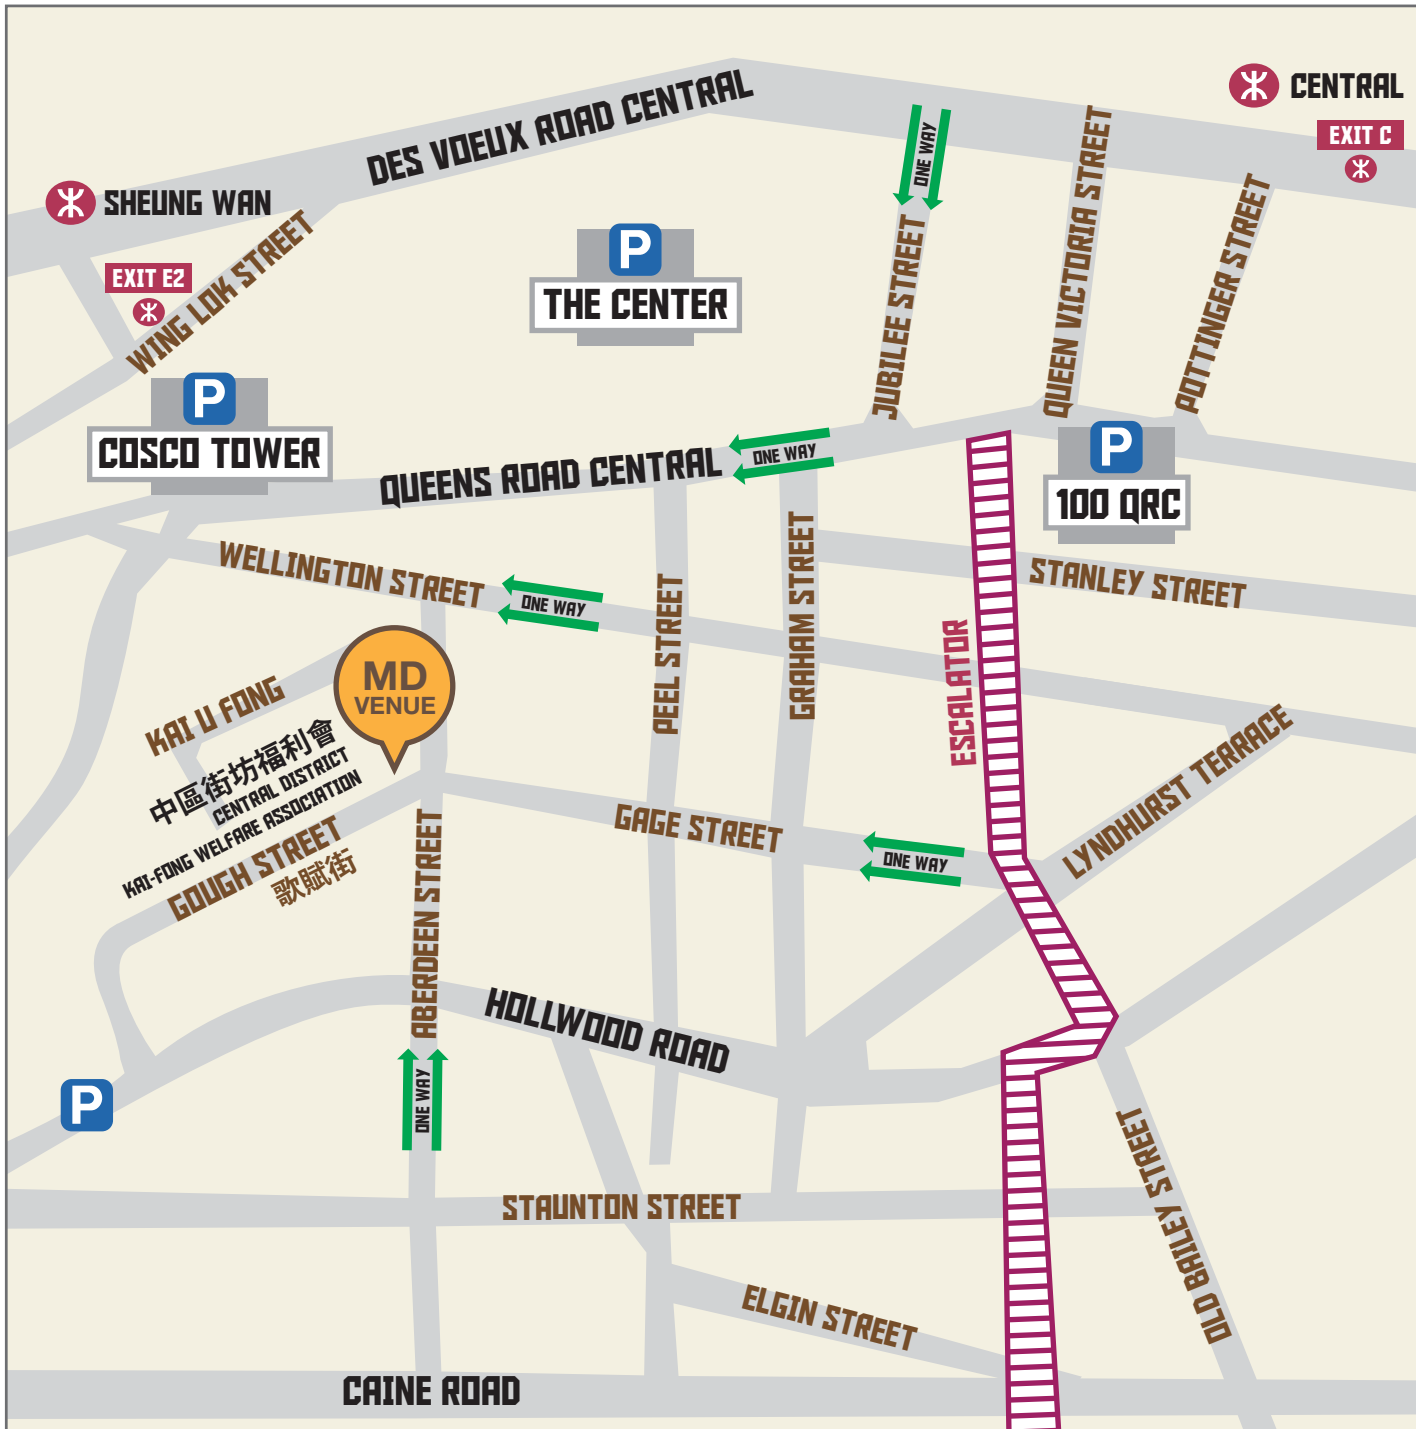 DES VOEUX ROAD CENTRAL
CENTRAL
EXIT C
SHEUNG WAN
EXIT E2
WING LOK STREET
ONE WAY
JUBILEE STREET
QUEEN VICTORIA STREET
POTTINGER STREET
P
THE CENTER
P
COSCO TOWER
QUEENS ROAD CENTRAL
ONE WAY
P
100 QRC
WELLINGTON STREET
ONE WAY
PEEL STREET
GRAHAM STREET
STANLEY STREET
ESCALATOR
MD
VENUE
KAI U FONG
中區街坊福利會
CENTRAL DISTRICT
KAI-FONG WELFARE ASSOCIATION
GOUGH STREET
歌賦街
GAGE STREET
ONE WAY
LYNDHURST TERRACE
ABERDEEN STREET
HOLLWOOD ROAD
ONE WAY
P
STAUNTON STREET
OLD BAILEY STREET
ELGIN STREET
CAINE ROAD